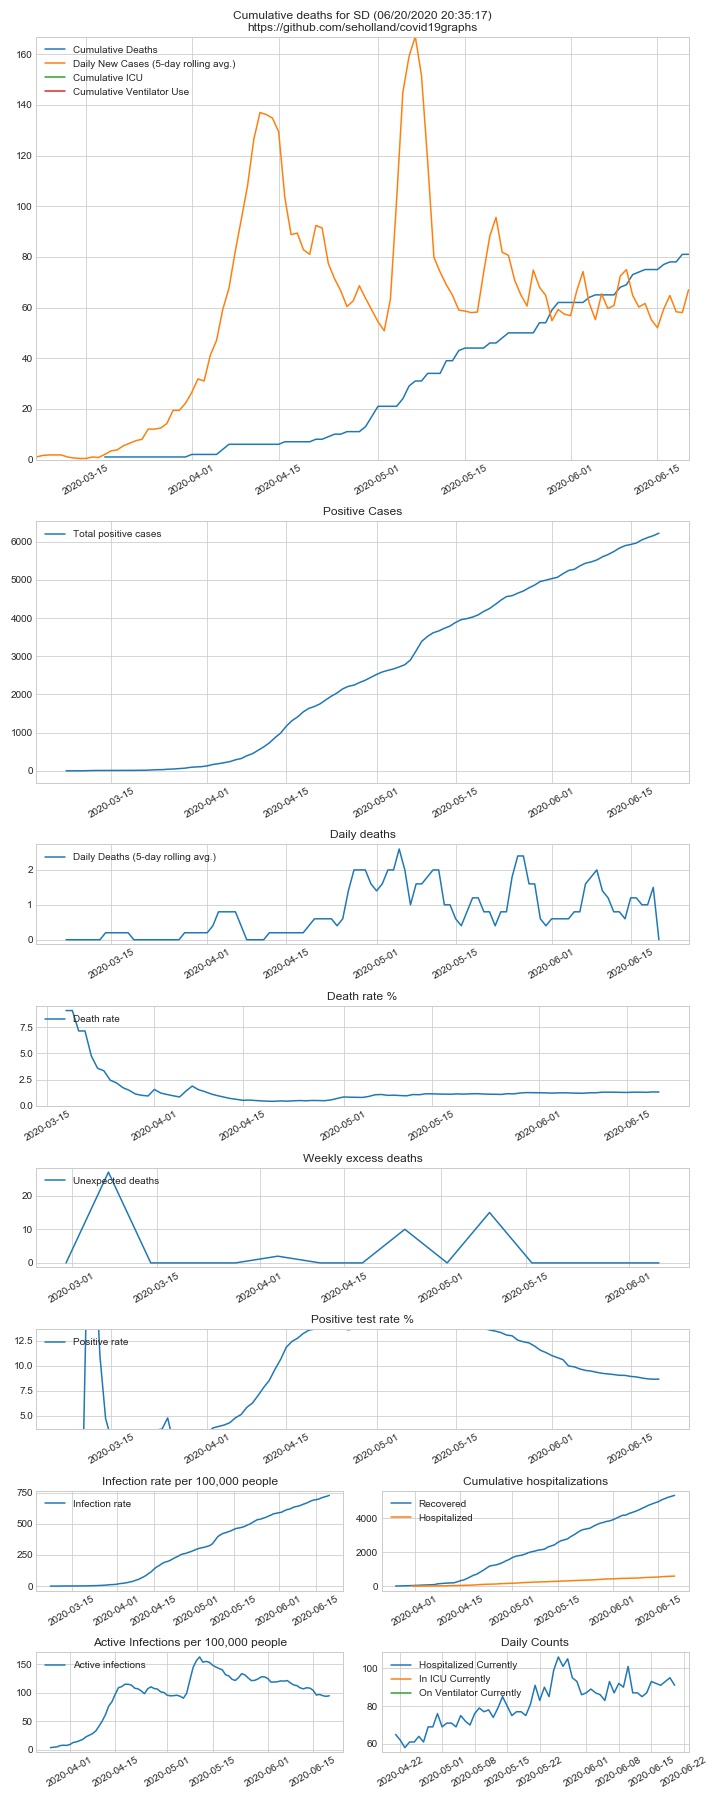 Cumulative deaths for SD (06/20/2020 20:35:17)
https://github.com/seholland/covid19graphs
Cumulative Deaths
Daily New Cases (5-day rolling avg.)
Cumulative ICU
Cumulative Ventilator Use
160
140
120
100
80
60
40
20
0
2020-03-15 2020-04-01 2020-04-15 2020-05-01 2020-05-15 2020-06-01 2020-06-15
Positive Cases
Total positive cases
6000
5000
4000
3000
2000
1000
0
2020-03-15 2020-04-01 2020-04-15 2020-05-01 2020-05-15 2020-06-01 2020-06-15
Daily deaths
Daily Deaths (5-day rolling avg.)
2
1
0
2020-03-15 2020-04-01 2020-04-15 2020-05-01 2020-05-15 2020-06-01 2020-06-15
Death rate %
Death rate
7.5
5.0
2.5
0.0
2020-03-15 2020-04-01 2020-04-15 2020-05-01 2020-05-15 2020-06-01 2020-06-15
Weekly excess deaths
Unexpected deaths
20
10
0
2020-03-01 2020-03-15 2020-04-01 2020-04-15 2020-05-01 2020-05-15 2020-06-01
Positive test rate %
Positive rate
12.5
10.0
7.5
5.0
2020-03-15 2020-04-01 2020-04-15 2020-05-01 2020-05-15 2020-06-01 2020-06-15
Infection rate per 100,000 people
Infection rate
750
500
250
0
2020-03-15 2020-04-01 2020-04-15 2020-05-01 2020-05-15 2020-06-01 2020-06-15
Cumulative hospitalizations
Recovered
Hospitalized
4000
2000
0
2020-04-01 2020-04-15 2020-05-01 2020-05-15 2020-06-01 2020-06-15
Active Infections per 100,000 people
Active infections
150
100
50
0
2020-04-01 2020-04-15 2020-05-01 2020-05-15 2020-06-01 2020-06-15
Daily Counts
Hospitalized Currently
In ICU Currently
On Ventilator Currently
100
80
60
2020-04-22 2020-05-01 2020-05-08 2020-05-15 2020-05-22 2020-06-01 2020-06-08 2020-06-15 2020-06-22